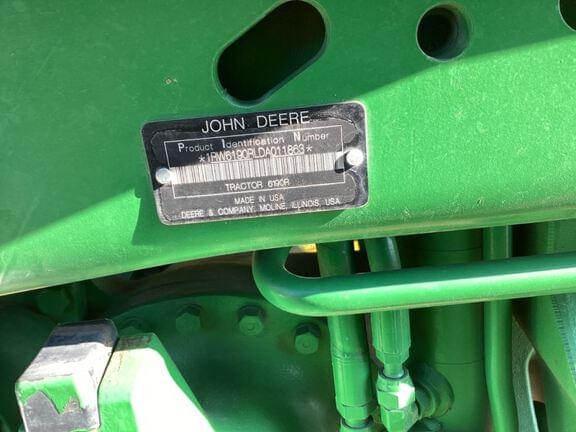 JOHN DEERE
Product Identification Number
*1RW6190RLDA011863*
TRACTOR 6190R
MADE IN USA
DEERE & COMPANY, MOLINE, ILLINOIS, USA